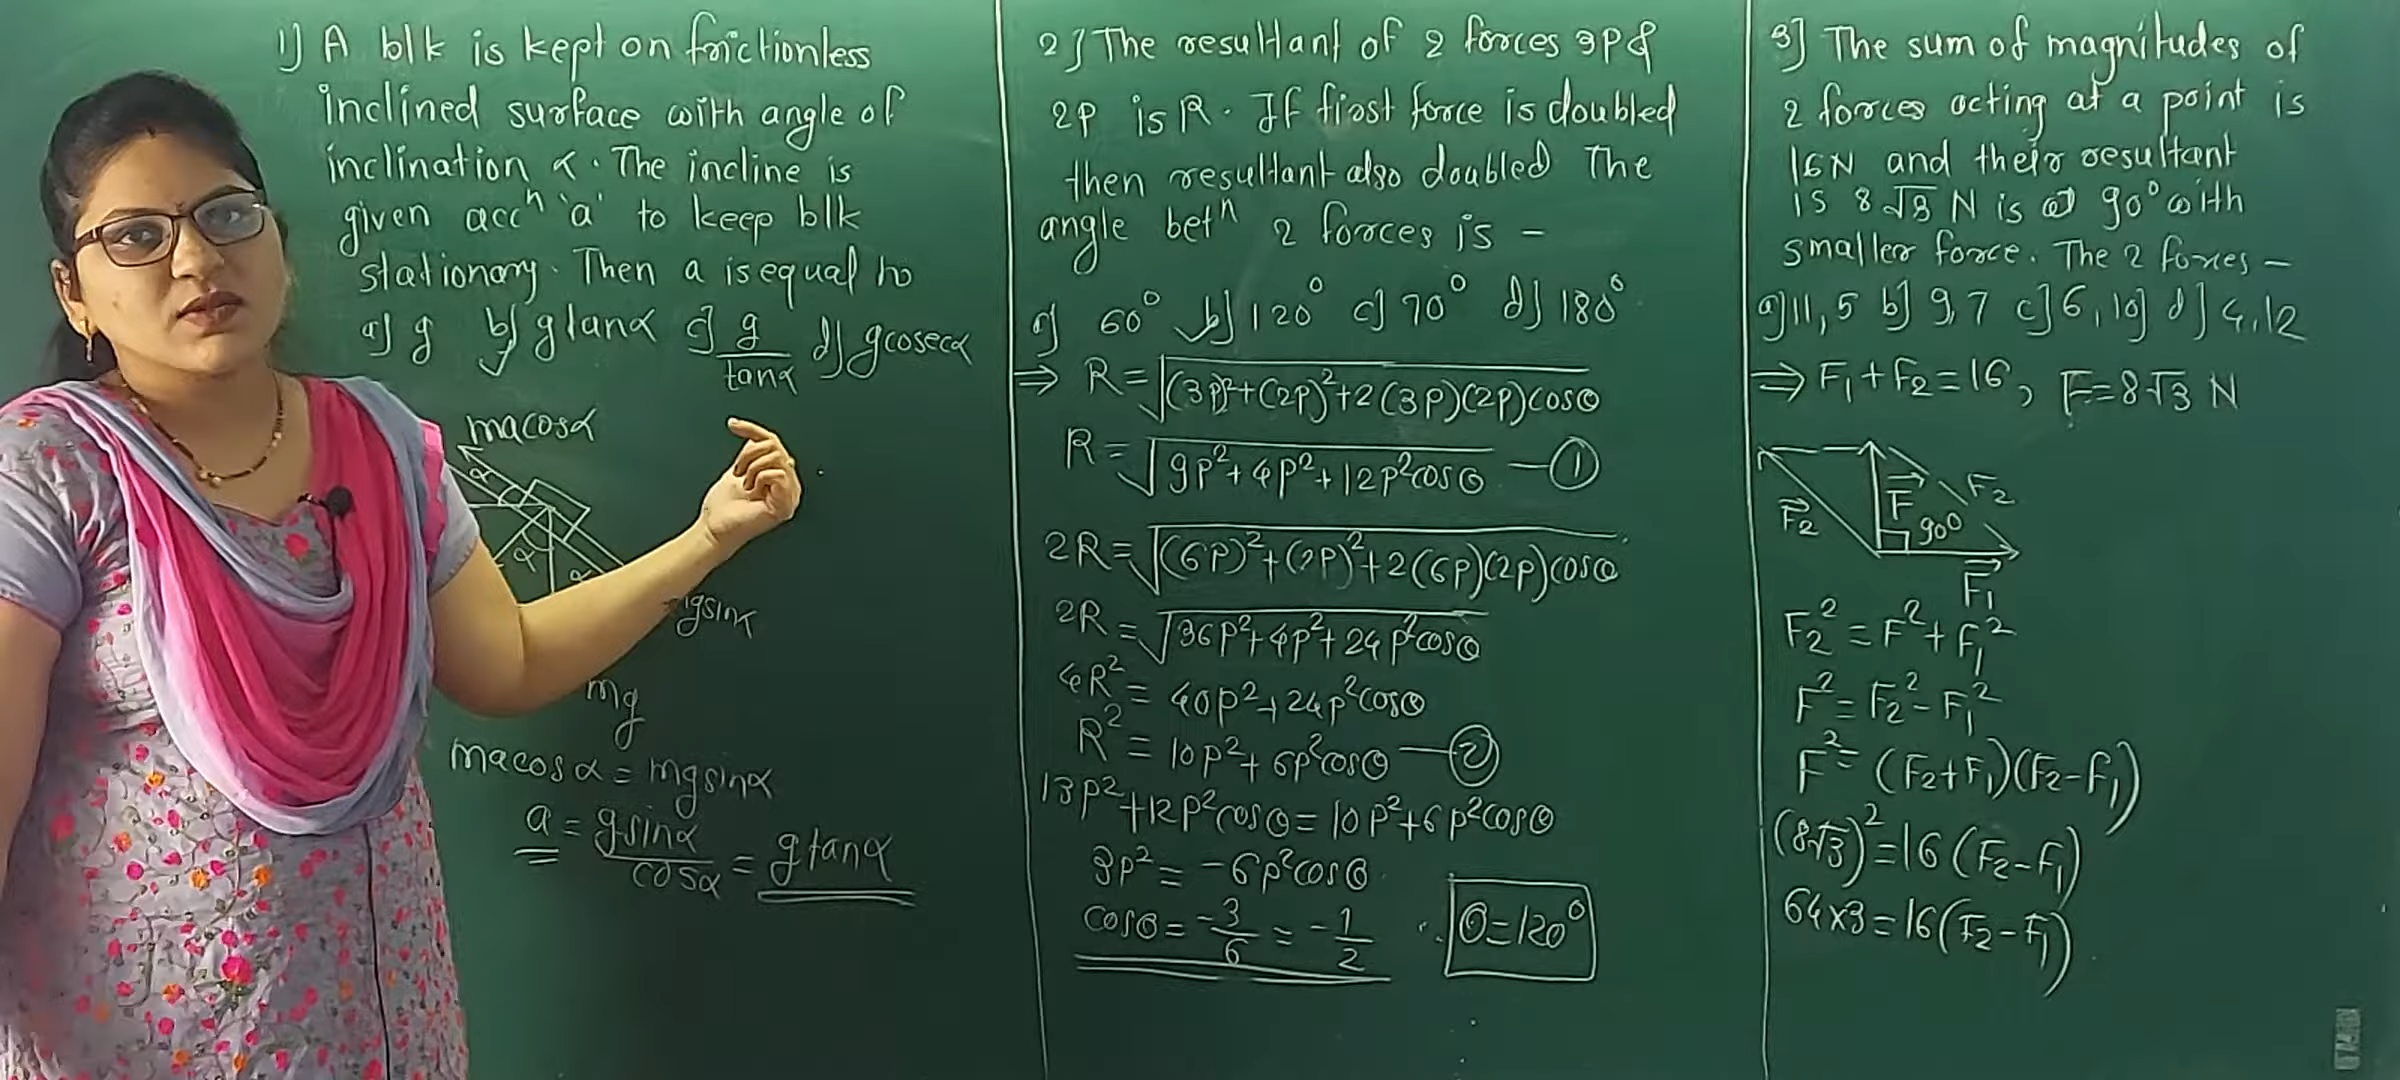 1] A blk is kept on frictionless
inclined surface with angle of
inclination α. The incline is
given accⁿ 'a' to keep blk
stationary. Then a is equal to
a] g b] g tanα c] g/tanα d] g cosecα
macosα
α
α
α
gsinα
mg
macosα = mgsinα
a = gsinα/cosα = gtanα
2] The resultant of 2 forces 3P &
2P is R. If first force is doubled
then resultant also doubled The
angle betⁿ 2 forces is -
a] 60° b] 120° c] 70° d] 180°
⇒ R = √(3P)²+(2P)²+2(3P)(2P)cosθ
R = √9P²+4P²+12P²cosθ —①
2R = √(6P)²+(2P)²+2(6P)(2P)cosθ
2R = √36P²+4P²+24P²cosθ
4R² = 40P²+24P²cosθ
R² = 10P²+6P²cosθ —②
13P²+12P²cosθ = 10P²+6P²cosθ
3P² = -6P²cosθ
cosθ = -3/6 = -1/2 ∴ θ=120°
3] The sum of magnitudes of
2 forces acting at a point is
16N and their resultant
is 8√3 N is at 90° with
smaller force. The 2 forces -
a] 11, 5 b] 9, 7 c] 6, 10 d] 4, 12
⇒ F₁+F₂=16, F=8√3 N
F₂
F
F₂
90°
F₁
F₂² = F²+F₁²
F² = F₂²-F₁²
F² = (F₂+F₁)(F₂-F₁)
(8√3)² = 16(F₂-F₁)
64×3 = 16(F₂-F₁)